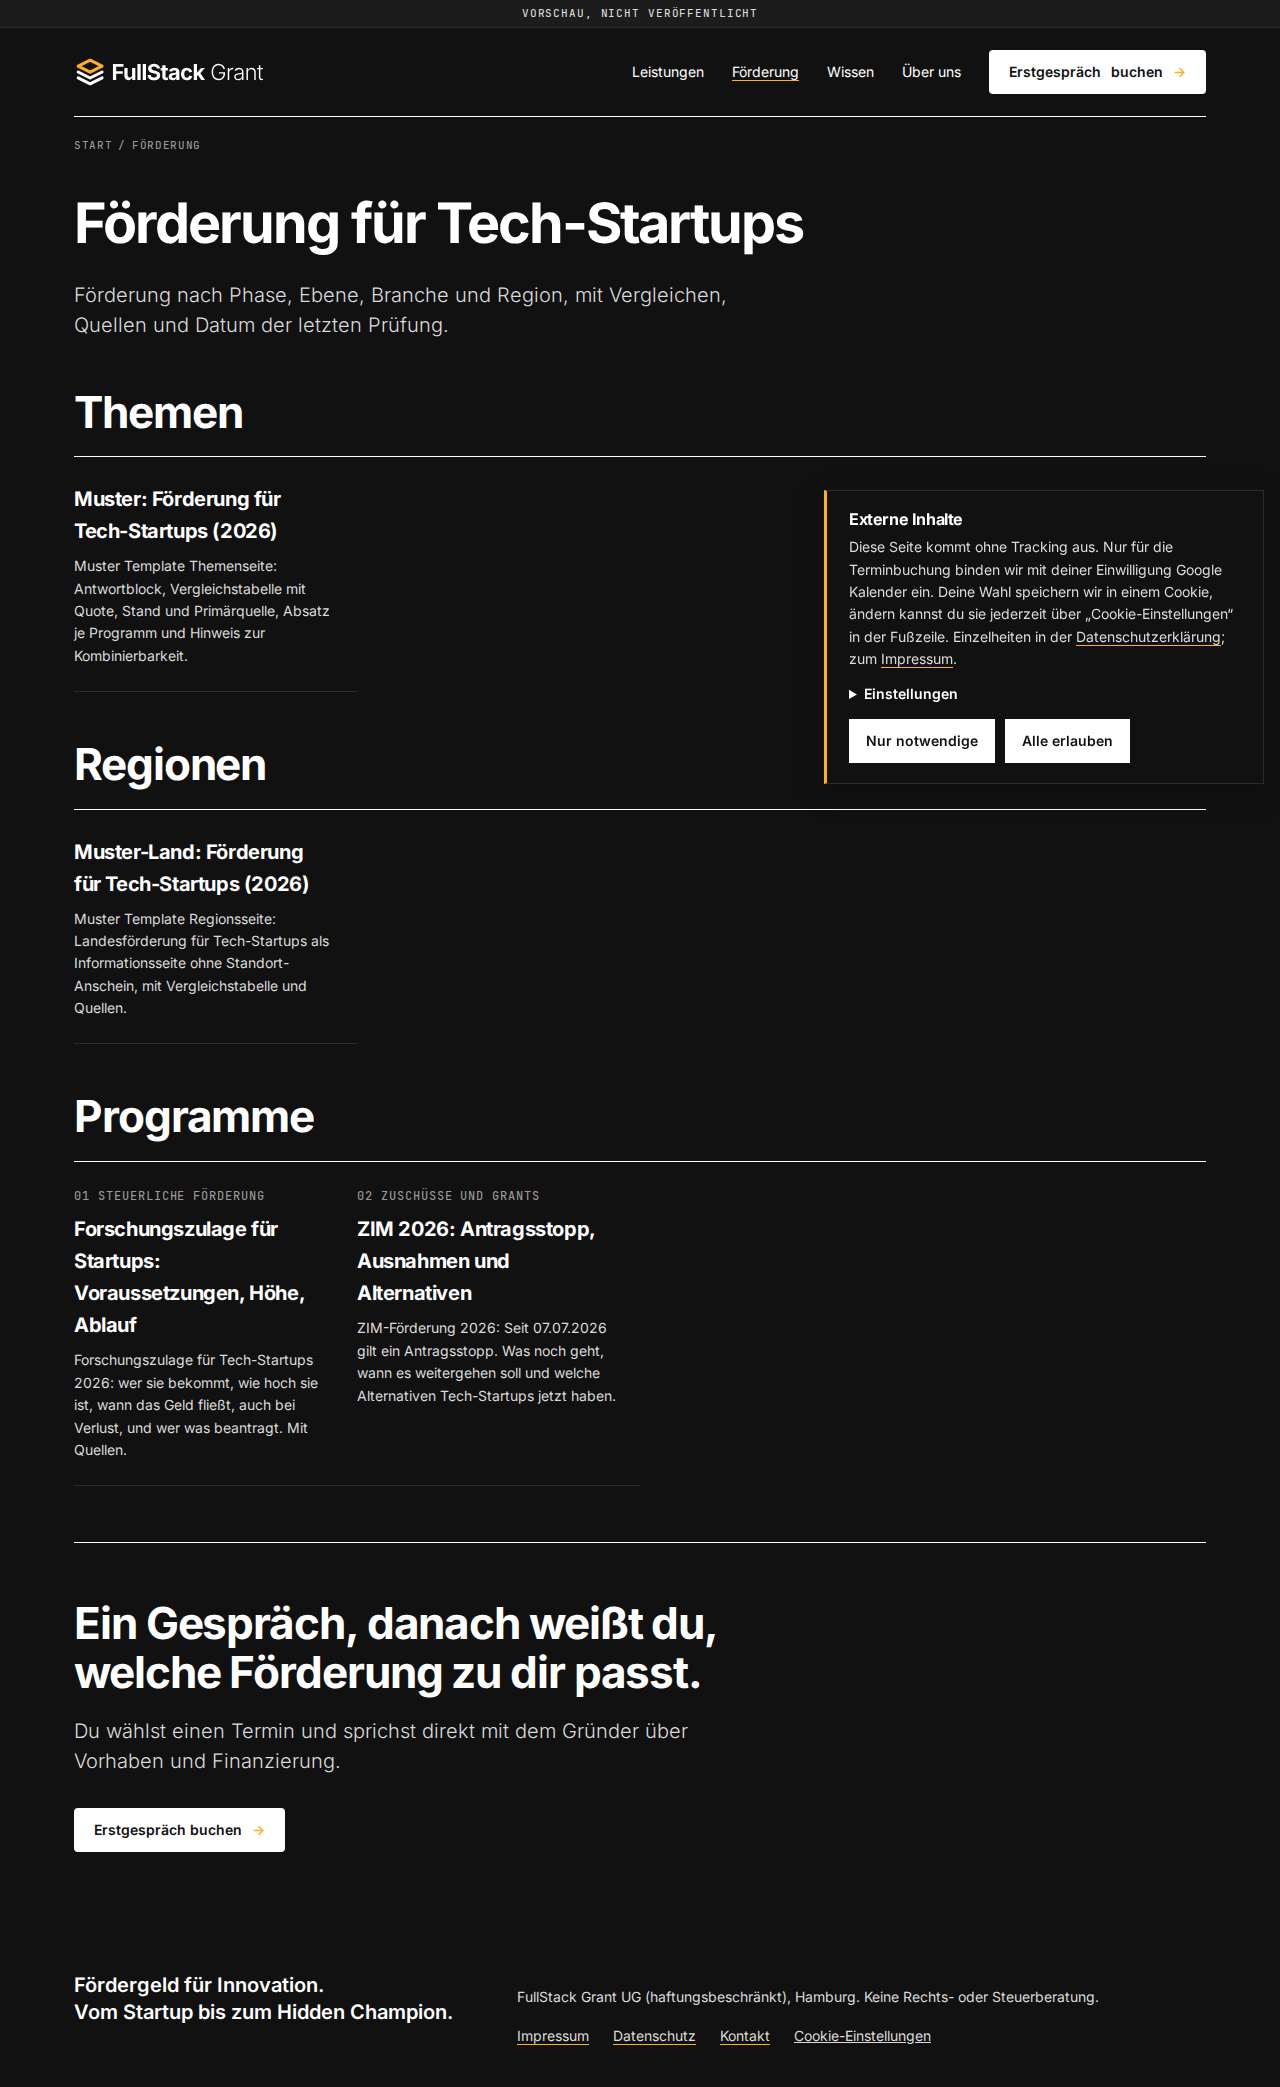 VORSCHAU, NICHT VERÖFFENTLICHT
FullStack Grant
Leistungen Förderung Wissen Über uns Erstgespräch buchen →
START / FÖRDERUNG
Förderung für Tech-Startups
Förderung nach Phase, Ebene, Branche und Region, mit Vergleichen,
Quellen und Datum der letzten Prüfung.
Themen
Muster: Förderung für
Tech-Startups (2026)
Muster Template Themenseite:
Antwortblock, Vergleichstabelle mit
Quote, Stand und Primärquelle, Absatz
je Programm und Hinweis zur
Kombinierbarkeit.
Externe Inhalte
Diese Seite kommt ohne Tracking aus. Nur für die
Terminbuchung binden wir mit deiner Einwilligung Google
Kalender ein. Deine Wahl speichern wir in einem Cookie,
ändern kannst du sie jederzeit über „Cookie-Einstellungen“
in der Fußzeile. Einzelheiten in der Datenschutzerklärung;
zum Impressum.
▶ Einstellungen
Nur notwendige Alle erlauben
Regionen
Muster-Land: Förderung
für Tech-Startups (2026)
Muster Template Regionsseite:
Landesförderung für Tech-Startups als
Informationsseite ohne Standort-
Anschein, mit Vergleichstabelle und
Quellen.
Programme
01 STEUERLICHE FÖRDERUNG
Forschungszulage für
Startups:
Voraussetzungen, Höhe,
Ablauf
Forschungszulage für Tech-Startups
2026: wer sie bekommt, wie hoch sie
ist, wann das Geld fließt, auch bei
Verlust, und wer was beantragt. Mit
Quellen.
02 ZUSCHÜSSE UND GRANTS
ZIM 2026: Antragsstopp,
Ausnahmen und
Alternativen
ZIM-Förderung 2026: Seit 07.07.2026
gilt ein Antragsstopp. Was noch geht,
wann es weitergehen soll und welche
Alternativen Tech-Startups jetzt haben.
Ein Gespräch, danach weißt du,
welche Förderung zu dir passt.
Du wählst einen Termin und sprichst direkt mit dem Gründer über
Vorhaben und Finanzierung.
Erstgespräch buchen →
Fördergeld für Innovation.
Vom Startup bis zum Hidden Champion.
FullStack Grant UG (haftungsbeschränkt), Hamburg. Keine Rechts- oder Steuerberatung.
Impressum Datenschutz Kontakt Cookie-Einstellungen